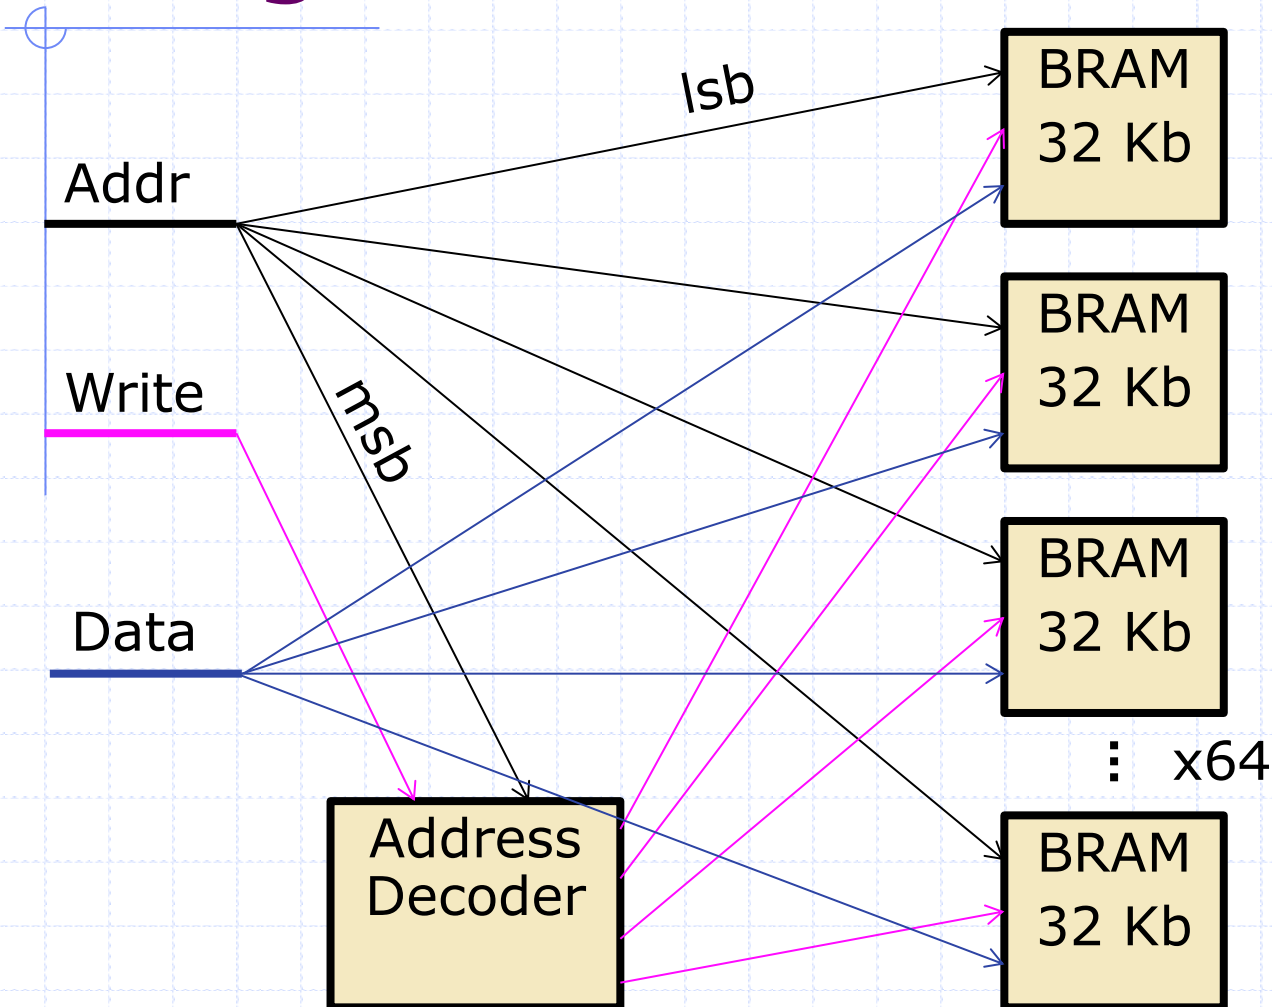 lsb
BRAM
32 Kb
Addr
BRAM
32 Kb
Write
msb
BRAM
32 Kb
Data
⋮ x64
Address
Decoder
BRAM
32 Kb